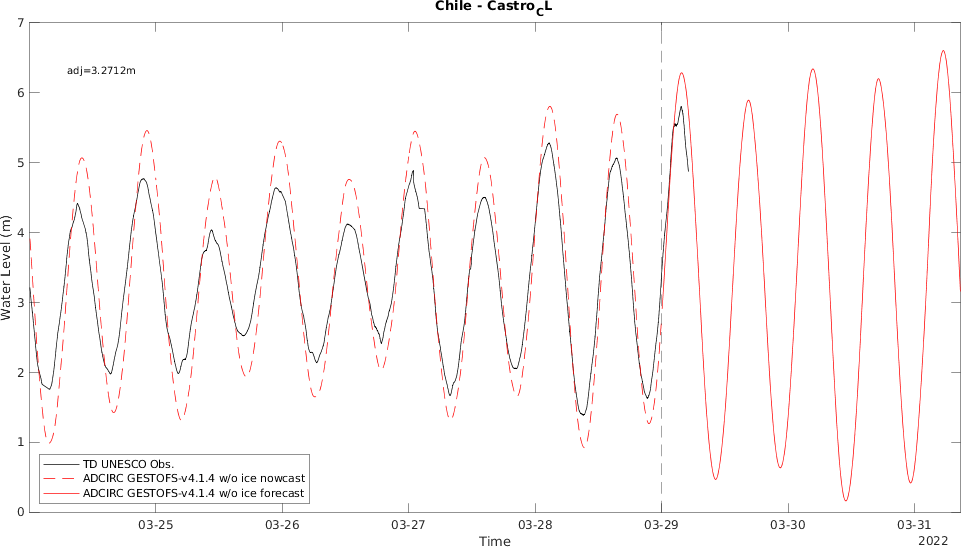 Chile - Castro_CL
adj=3.2712m
Water Level (m)
7
6
5
4
3
2
1
0
TD UNESCO Obs.
ADCIRC GESTOFS-v4.1.4 w/o ice nowcast
ADCIRC GESTOFS-v4.1.4 w/o ice forecast
03-25 03-26 03-27 03-28 03-29 03-30 03-31
Time
2022